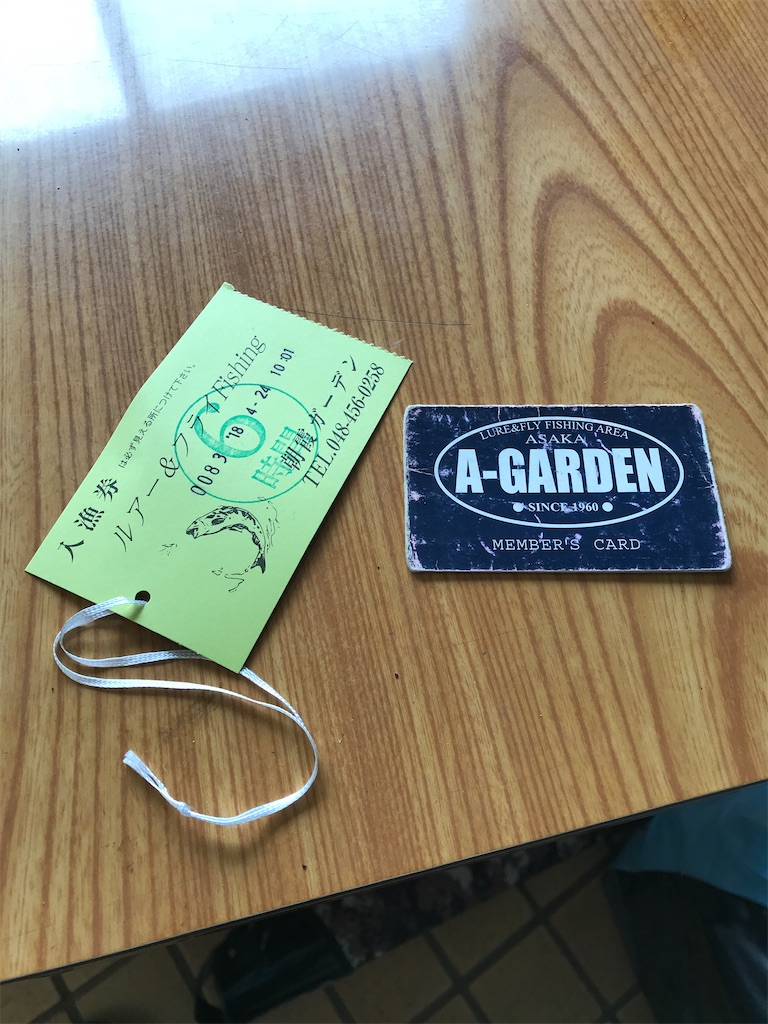 入漁券
は必ず見える所につけて下さい。
ルアー&フライFishing
6
時間
0083 '18 4-24 10:01
朝霞ガーデン
TEL.048-456-0258
LURE&FLY FISHING AREA
ASAKA
A-GARDEN
SINCE 1960
MEMBER'S CARD